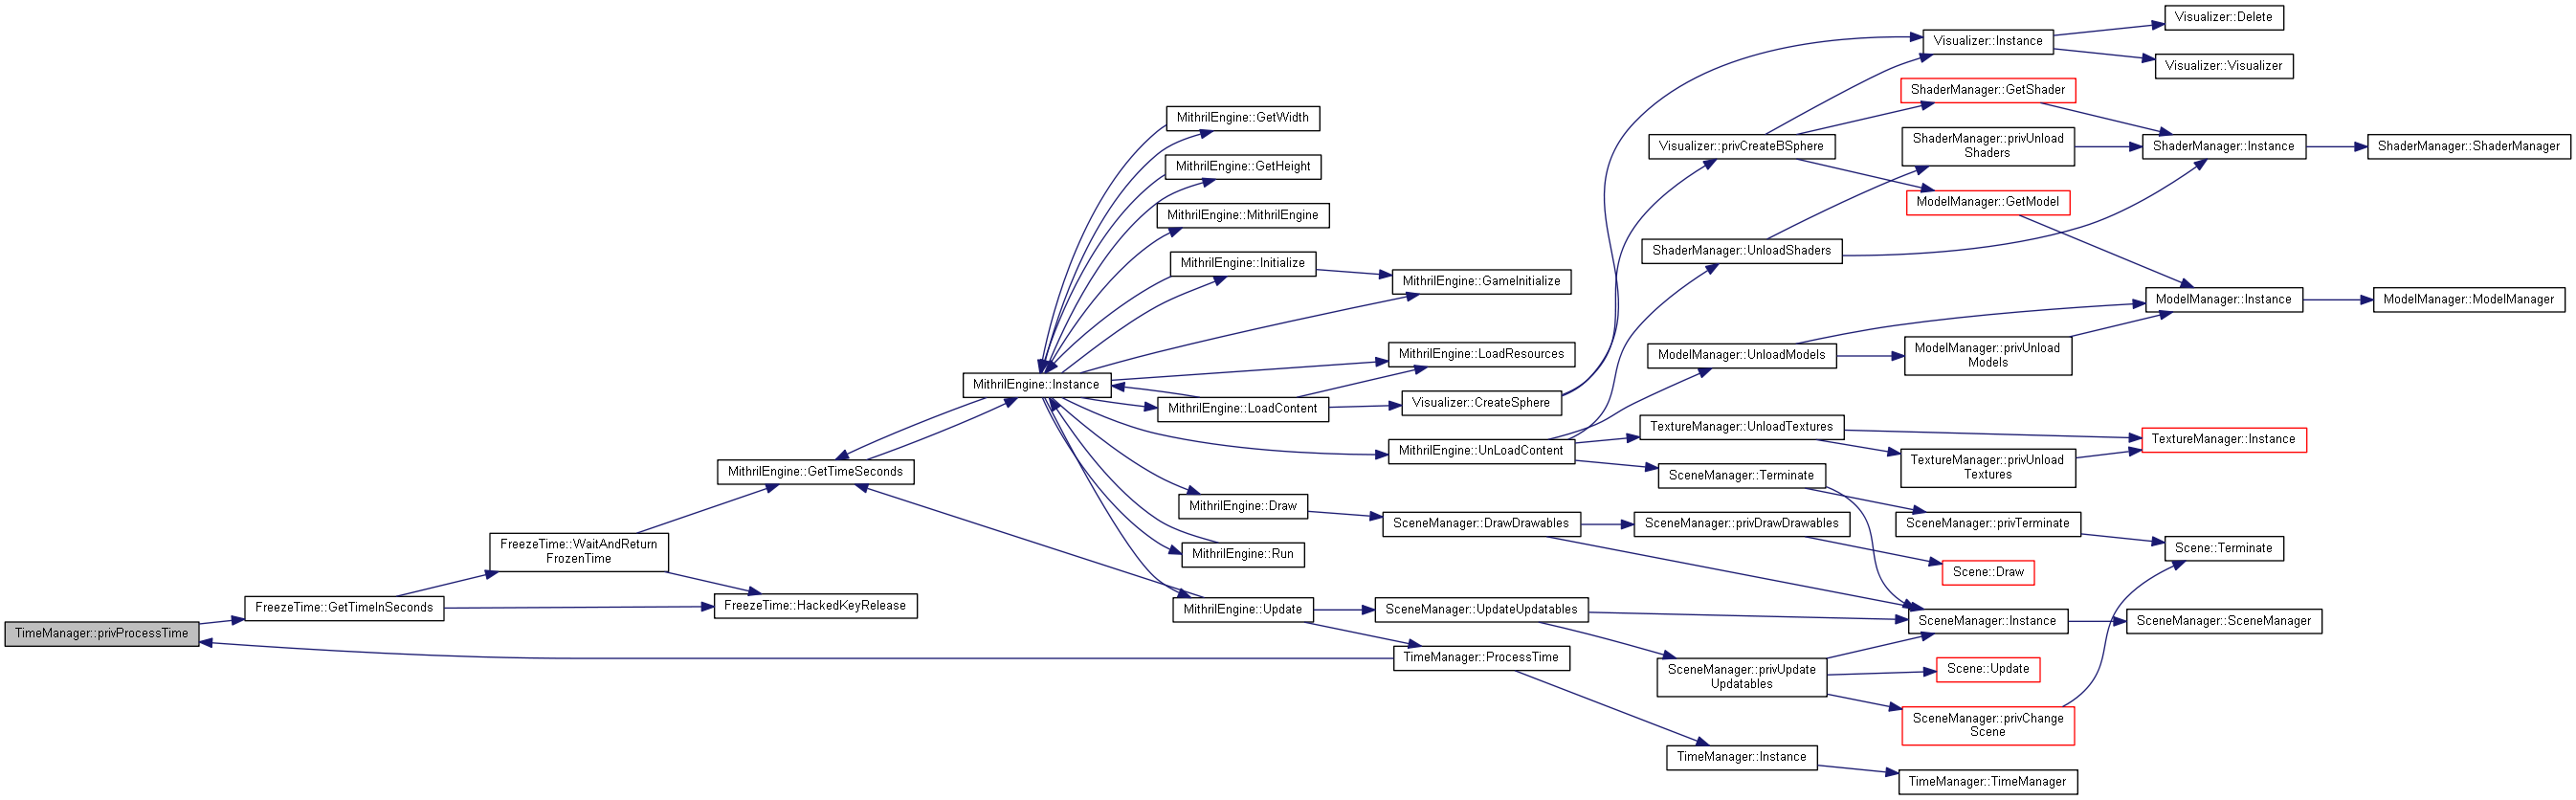 Visualizer::Delete
Visualizer::Instance
Visualizer::Visualizer
ShaderManager::GetShader
MithrilEngine::GetWidth
ShaderManager::privUnload
Shaders
Visualizer::privCreateBSphere
ShaderManager::Instance
ShaderManager::ShaderManager
MithrilEngine::GetHeight
ModelManager::GetModel
MithrilEngine::MithrilEngine
ShaderManager::UnloadShaders
MithrilEngine::Initialize
MithrilEngine::GameInitialize
ModelManager::Instance
ModelManager::ModelManager
MithrilEngine::LoadResources
ModelManager::UnloadModels
ModelManager::privUnload
Models
MithrilEngine::Instance
MithrilEngine::LoadContent
Visualizer::CreateSphere
TextureManager::UnloadTextures
TextureManager::Instance
MithrilEngine::UnLoadContent
TextureManager::privUnload
Textures
MithrilEngine::GetTimeSeconds
SceneManager::Terminate
MithrilEngine::Draw
SceneManager::DrawDrawables
SceneManager::privDrawDrawables
SceneManager::privTerminate
FreezeTime::WaitAndReturn
FrozenTime
MithrilEngine::Run
Scene::Terminate
Scene::Draw
FreezeTime::GetTimeInSeconds
FreezeTime::HackedKeyRelease
MithrilEngine::Update
SceneManager::UpdateUpdatables
SceneManager::Instance
SceneManager::SceneManager
TimeManager::privProcessTime
TimeManager::ProcessTime
SceneManager::privUpdate
Updatables
Scene::Update
SceneManager::privChange
Scene
TimeManager::Instance
TimeManager::TimeManager